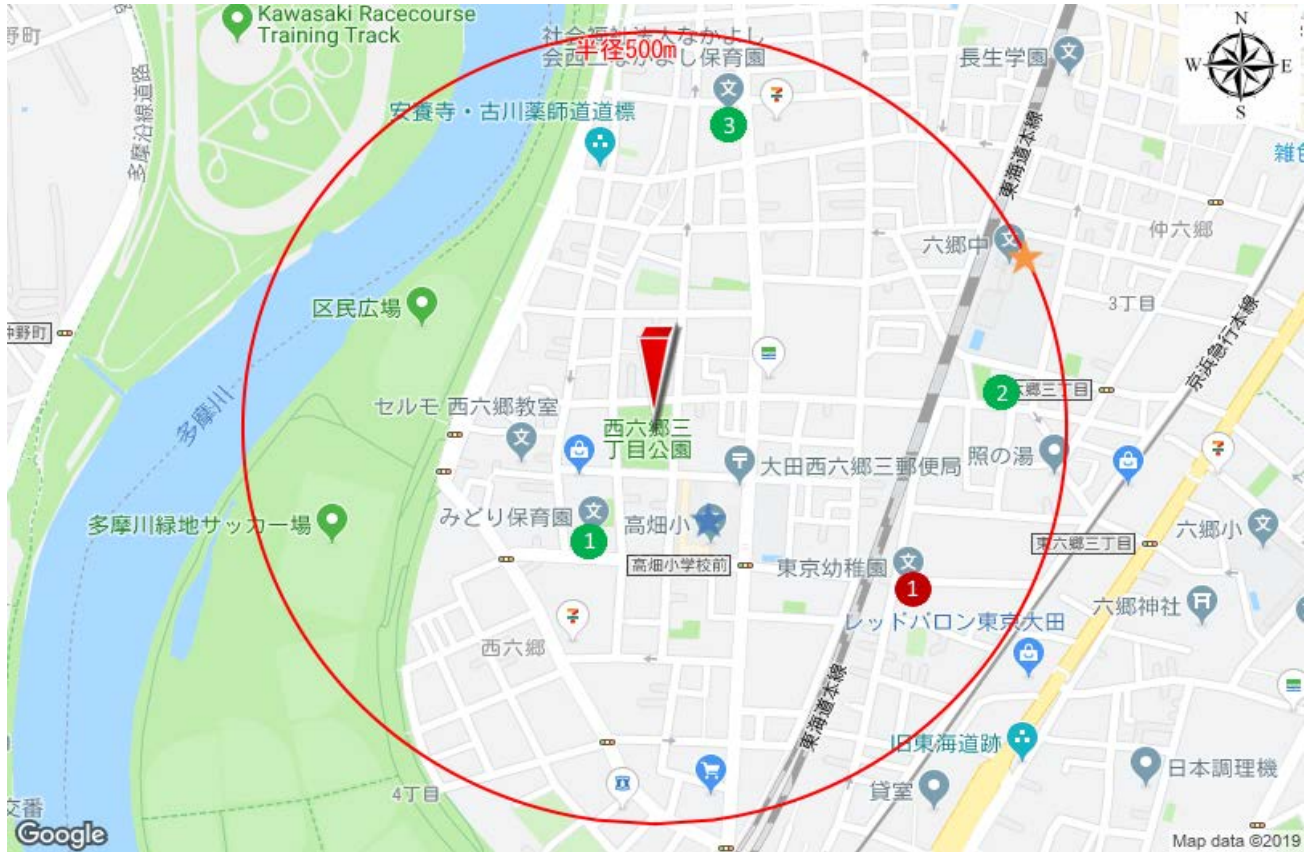 Kawasaki Racecourse
Training Track
野町
多摩沿線道路
社会福祉法人なかよし
会西二なかよし保育園
半径500m
長生学園
N
W
E
S
安養寺・古川薬師道道標
3
東海道本線
雑色
六郷中
仲六郷
区民広場
3丁目
仲野町
京浜急行本線
多摩川
2
六郷三丁目
セルモ 西六郷教室
西六郷三
丁目公園
大田西六郷三郵便局
照の湯
多摩川緑地サッカー場
みどり保育園
1
高畑小
高畑小学校前
東京幼稚園
1
東六郷三丁目
六郷小
六郷神社
レッドバロン東京大田
西六郷
東海道本線
旧東海道跡
日本調理機
貸室
4丁目
交番
Google
Map data ©2019